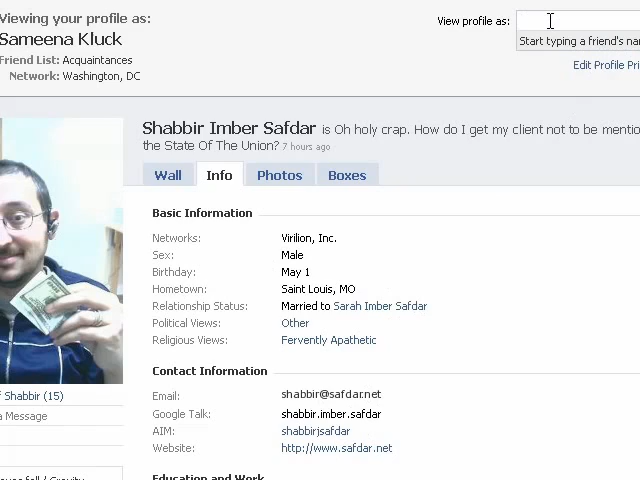 Viewing your profile as:
Sameena Kluck
Friend List: Acquaintances
Network: Washington, DC
View profile as:
Start typing a friend's na
Edit Profile Pri
Shabbir Imber Safdar is Oh holy crap. How do I get my client not to be mentio
the State Of The Union? 7 hours ago
Wall Info Photos Boxes
Basic Information
Networks: Virilion, Inc.
Sex: Male
Birthday: May 1
Hometown: Saint Louis, MO
Relationship Status: Married to Sarah Imber Safdar
Political Views: Other
Religious Views: Fervently Apathetic
Contact Information
Email: shabbir@safdar.net
Google Talk: shabbir.imber.safdar
AIM: shabbirjsafdar
Website: http://www.safdar.net
f Shabbir (15)
a Message
Education and Work